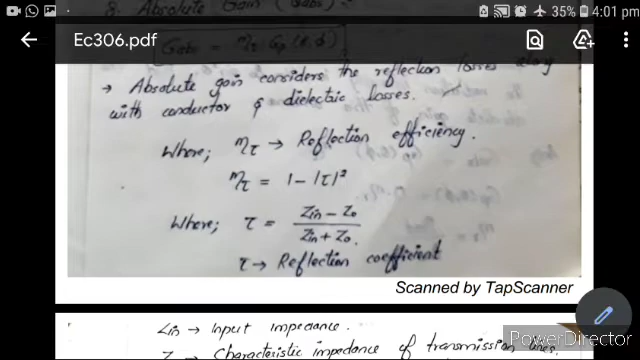 8. Absolute Gain (Gabs):
35% 4:01 pm
Ec306.pdf
Gabs = ητ Gp(θ,ϕ)
→ Absolute gain considers the reflection losses along
with conductor & dielectric losses.
Where; ητ → Reflection efficiency.
ητ = 1 - |τ|²
Where; τ = Zin - Z0 / Zin + Z0.
τ → Reflection coefficient
Scanned by TapScanner
Zin → Input impedance.
PowerDirector
Z → Characteristic impedance of transmission lines.